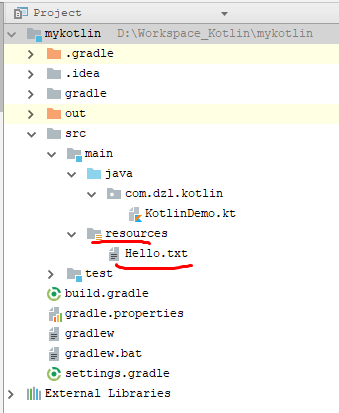 Project
mykotlin D:\Workspace_Kotlin\mykotlin
.gradle
.idea
gradle
out
src
main
java
com.dzl.kotlin
KotlinDemo.kt
resources
Hello.txt
test
build.gradle
gradle.properties
gradlew
gradlew.bat
settings.gradle
External Libraries